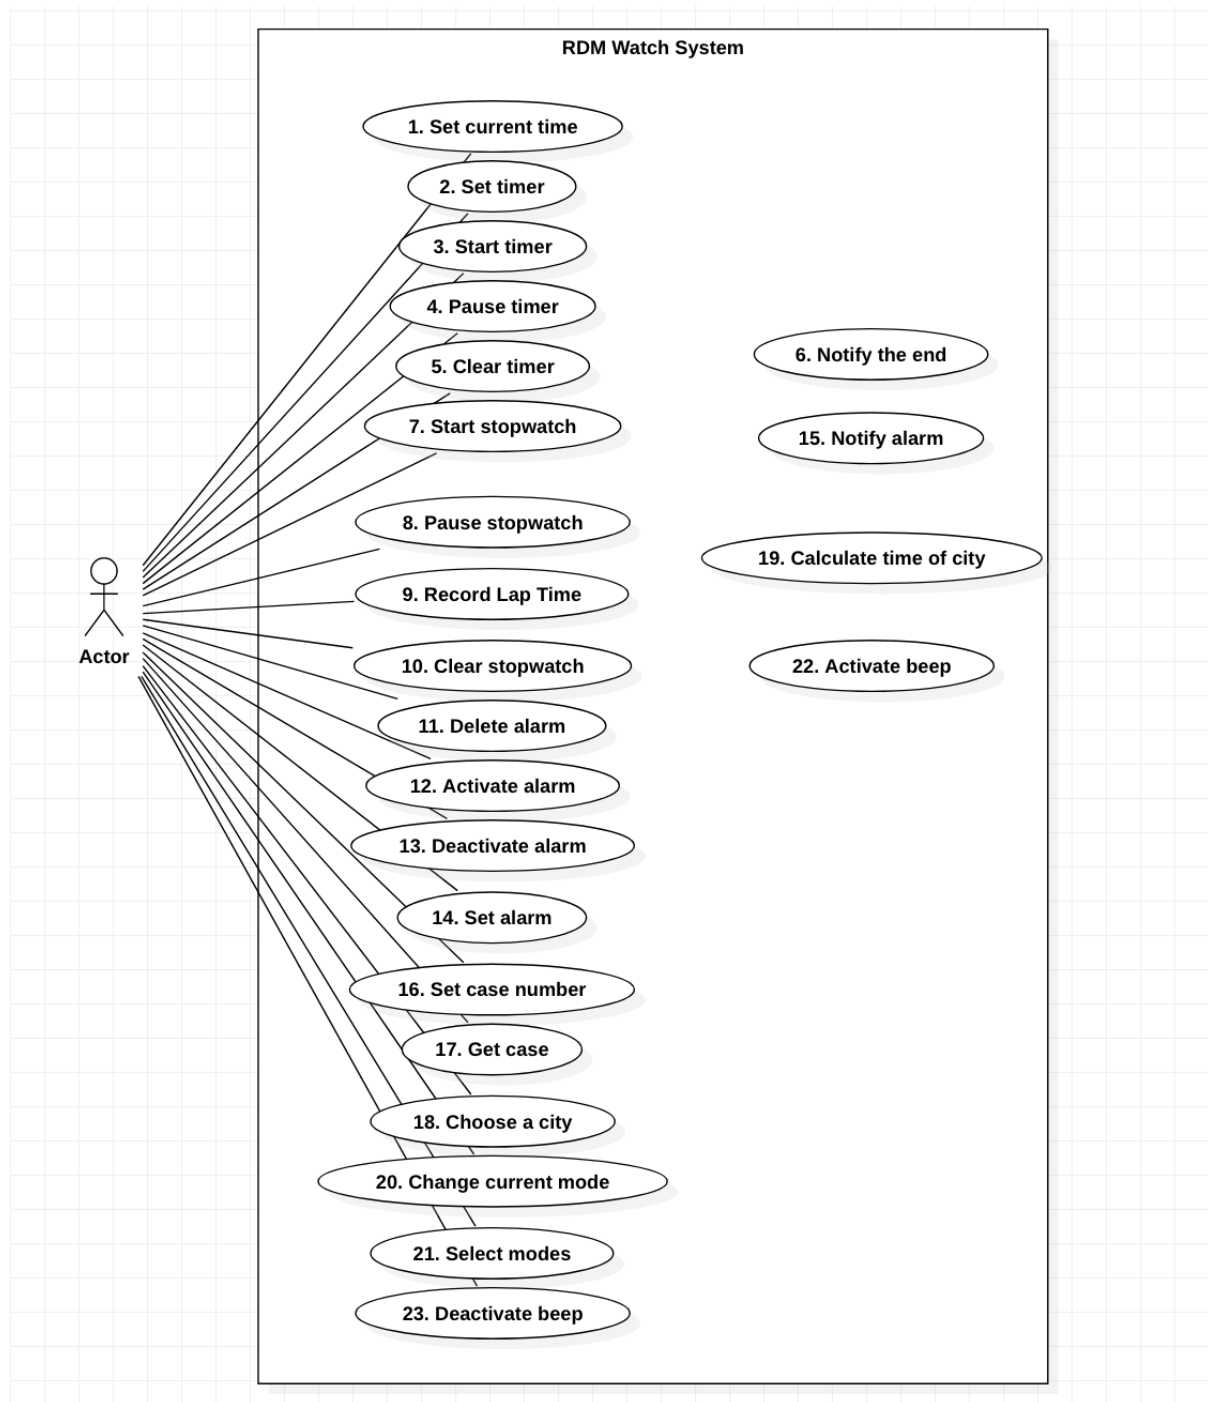 RDM Watch System
1. Set current time
2. Set timer
3. Start timer
4. Pause timer
5. Clear timer
7. Start stopwatch
8. Pause stopwatch
9. Record Lap Time
10. Clear stopwatch
11. Delete alarm
12. Activate alarm
13. Deactivate alarm
14. Set alarm
16. Set case number
17. Get case
18. Choose a city
20. Change current mode
21. Select modes
23. Deactivate beep
6. Notify the end
15. Notify alarm
19. Calculate time of city
22. Activate beep
Actor